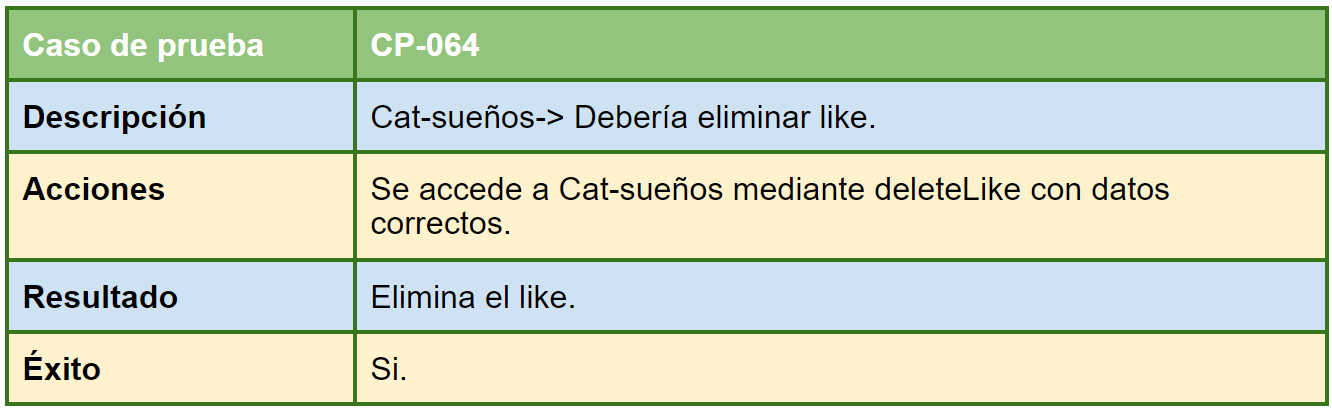 Caso de prueba CP-064
Descripción Cat-sueños-> Debería eliminar like.
Acciones Se accede a Cat-sueños mediante deleteLike con datos
correctos.
Resultado Elimina el like.
Éxito Si.